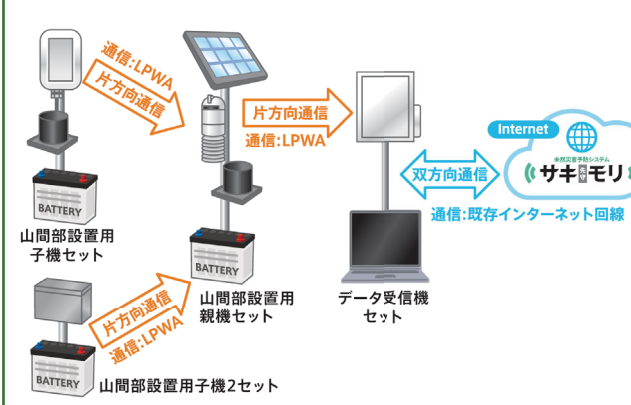 通信:LPWA
片方向通信
BATTERY
山間部設置用
子機セット
片方向通信
通信:LPWA
BATTERY
山間部設置用子機2セット
BATTERY
山間部設置用
親機セット
片方向通信
通信:LPWA
データ受信機
セット
双方向通信
通信:既存インターネット回線
Internet
未然災害予防システム
サキモリ